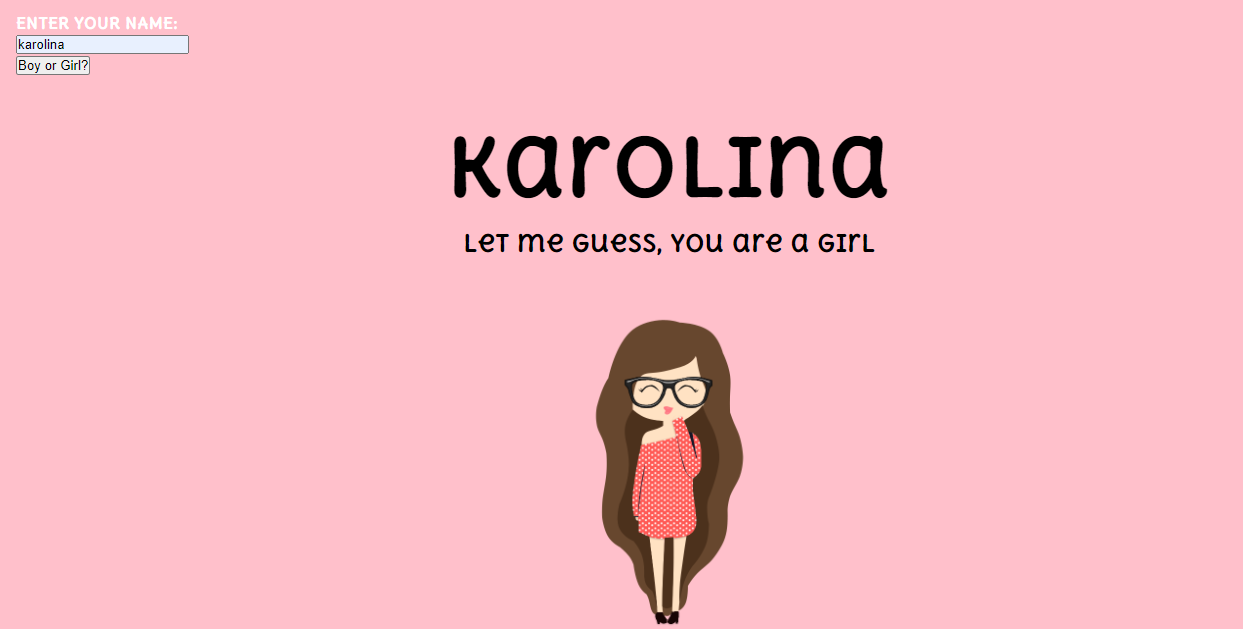 ENTER YOUR NAME:
karolina
Boy or Girl?
karolina
Let me guess, you are a girl